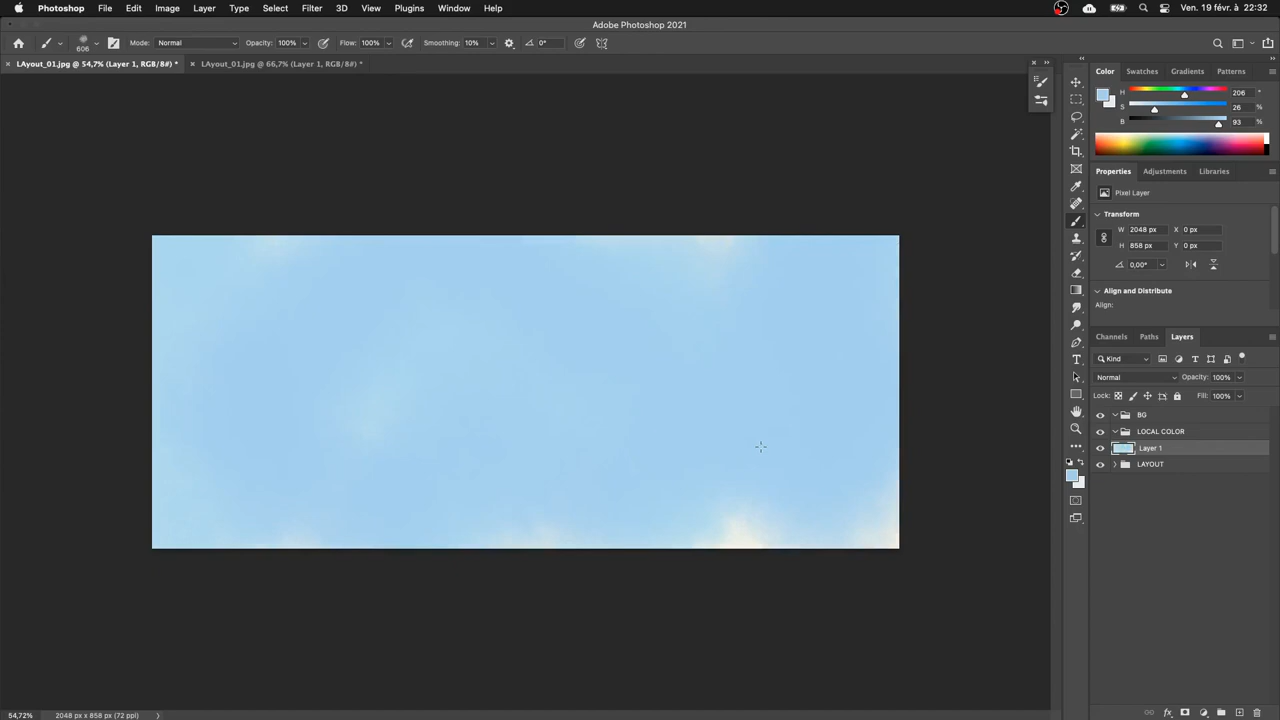 Photoshop File Edit Image Layer Type Select Filter 3D View Plugins Window Help Ven. 19 févr à 22:32
Adobe Photoshop 2021
606 Mode: Normal Opacity: 100% Flow: 100% Smoothing: 10% 0°
LAyout_01.jpg @ 54,7% (Layer 1, RGB/8#) * LAyout_01.jpg @ 66,7% (Layer 1, RGB/8#) *
Color Swatches Gradients Patterns
H 206 °
S 26 %
B 93 %
Properties Adjustments Libraries
Pixel Layer
Transform
W 2048 px X 0 px
H 858 px Y 0 px
0,00°
Align and Distribute
Align:
Channels Paths Layers
Kind
Normal Opacity: 100%
Lock: Fill: 100%
BG
LOCAL COLOR
Layer 1
LAYOUT
54,72% 2048 px x 858 px (72 ppi)